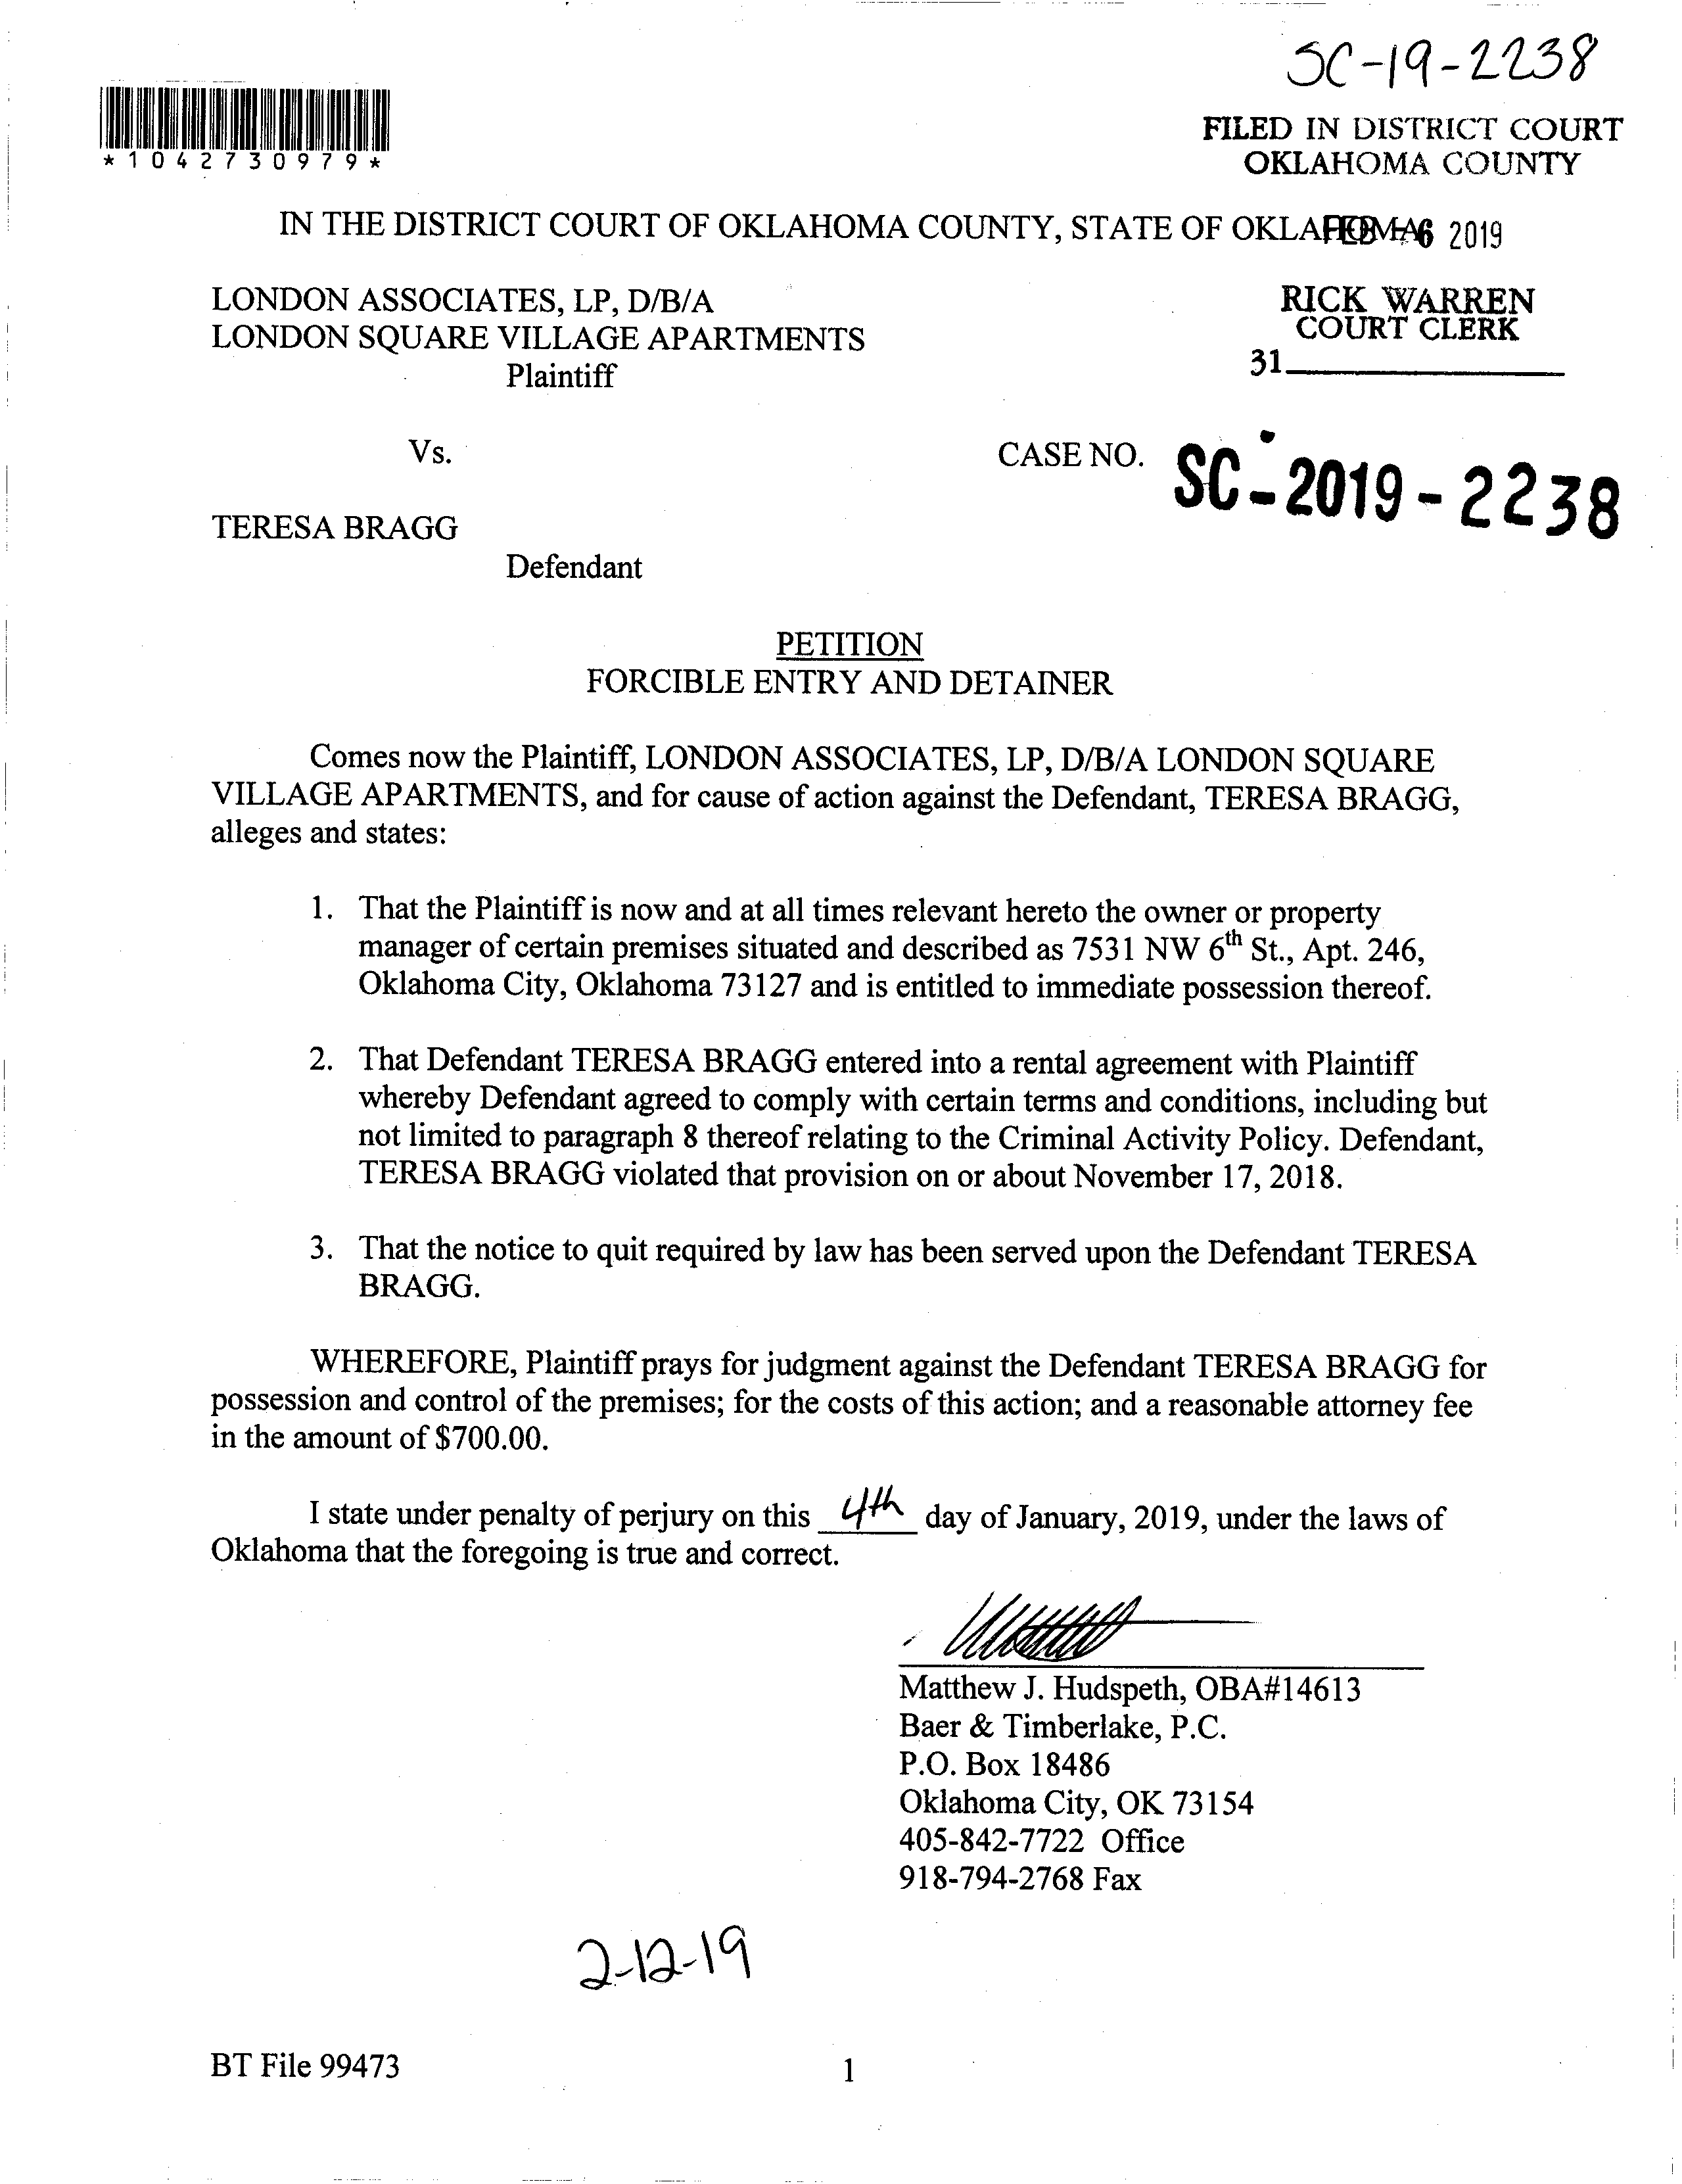 SC-19-2238
*1042730979*
FILED IN DISTRICT COURT
OKLAHOMA COUNTY
IN THE DISTRICT COURT OF OKLAHOMA COUNTY, STATE OF OKLAHOMA
FEB -6 2019
LONDON ASSOCIATES, LP, D/B/A
LONDON SQUARE VILLAGE APARTMENTS
Plaintiff
RICK WARREN
COURT CLERK
31
Vs.
CASE NO. SC-2019-2238
TERESA BRAGG
Defendant
PETITION
FORCIBLE ENTRY AND DETAINER
Comes now the Plaintiff, LONDON ASSOCIATES, LP, D/B/A LONDON SQUARE
VILLAGE APARTMENTS, and for cause of action against the Defendant, TERESA BRAGG,
alleges and states:
1. That the Plaintiff is now and at all times relevant hereto the owner or property
manager of certain premises situated and described as 7531 NW 6th St., Apt. 246,
Oklahoma City, Oklahoma 73127 and is entitled to immediate possession thereof.
2. That Defendant TERESA BRAGG entered into a rental agreement with Plaintiff
whereby Defendant agreed to comply with certain terms and conditions, including but
not limited to paragraph 8 thereof relating to the Criminal Activity Policy. Defendant,
TERESA BRAGG violated that provision on or about November 17, 2018.
3. That the notice to quit required by law has been served upon the Defendant TERESA
BRAGG.
WHEREFORE, Plaintiff prays for judgment against the Defendant TERESA BRAGG for
possession and control of the premises; for the costs of this action; and a reasonable attorney fee
in the amount of $700.00.
I state under penalty of perjury on this 4th day of January, 2019, under the laws of
Oklahoma that the foregoing is true and correct.
Matthew J. Hudspeth, OBA#14613
Baer & Timberlake, P.C.
P.O. Box 18486
Oklahoma City, OK 73154
405-842-7722 Office
918-794-2768 Fax
2-12-19
BT File 99473
1